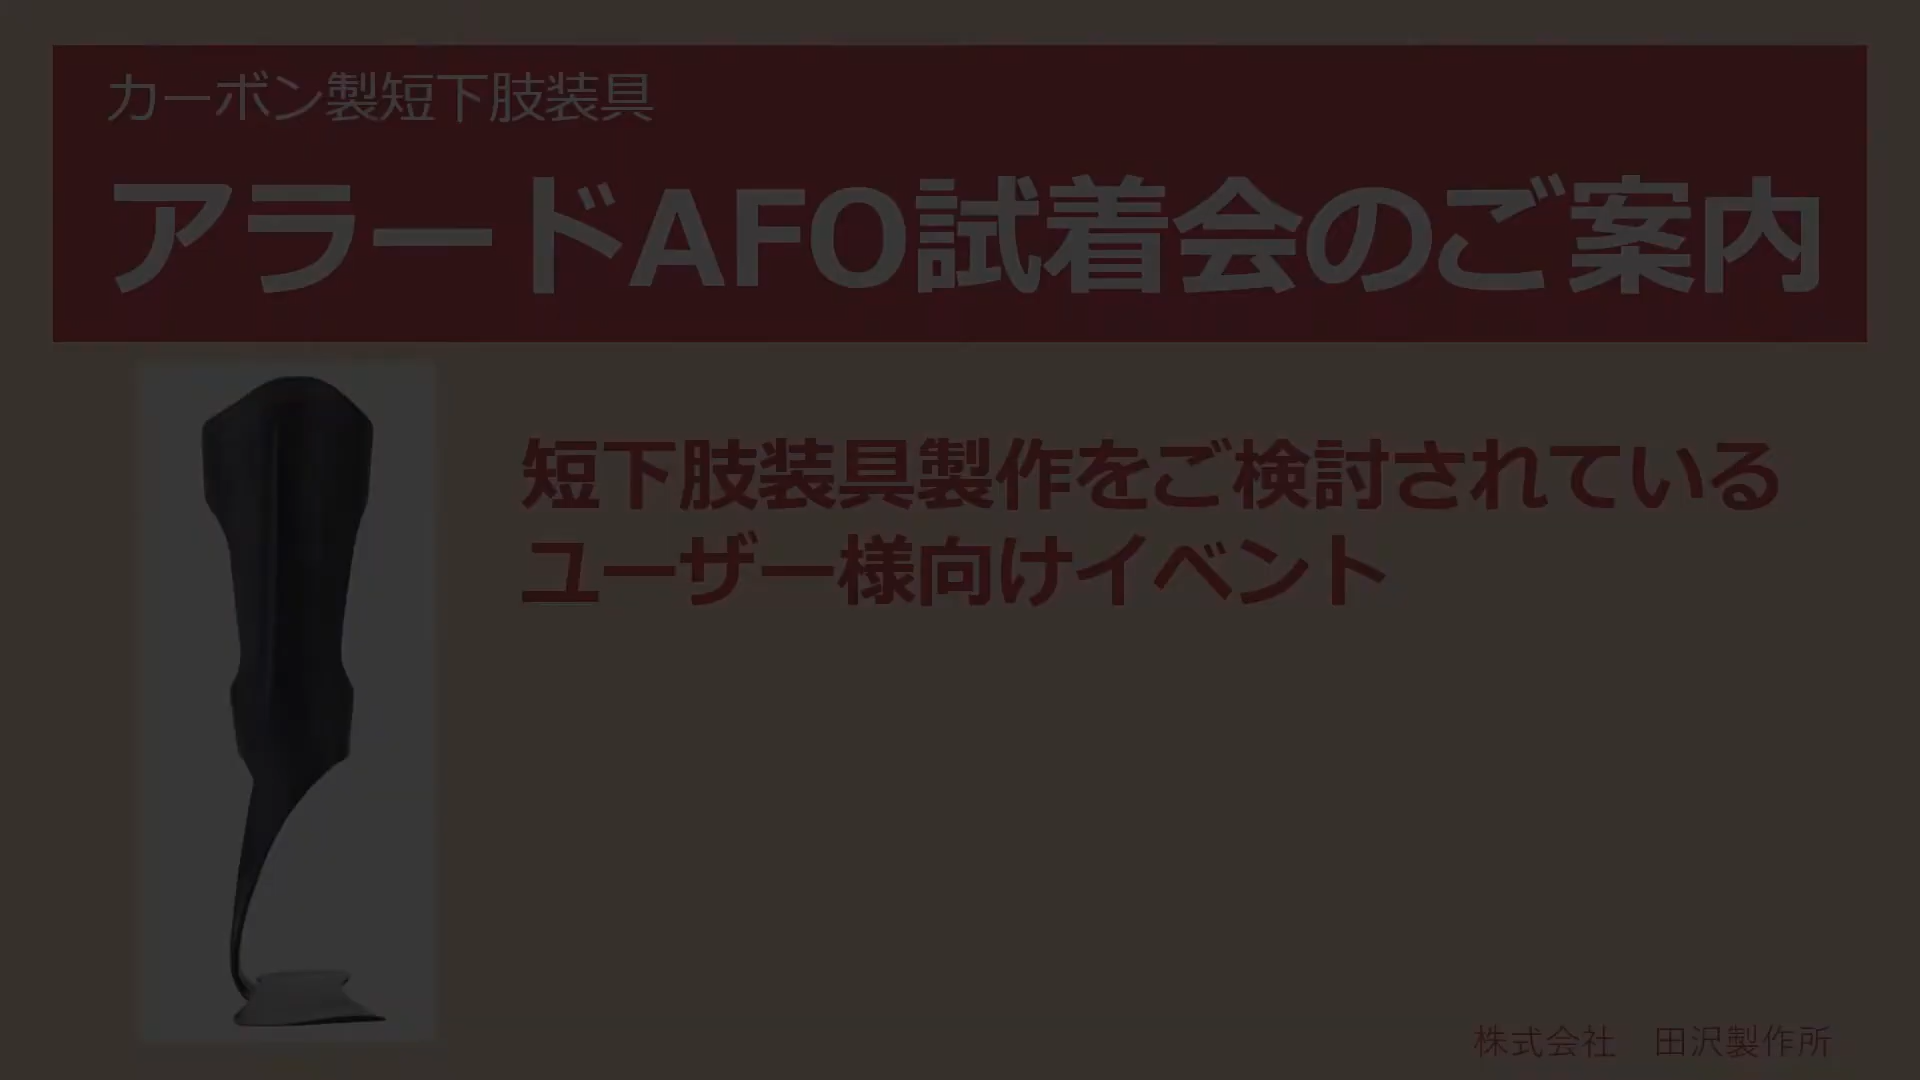 カーボン製短下肢装具
アラードAFO試着会のご案内
短下肢装具製作をご検討されている
ユーザー様向けイベント
株式会社　田沢製作所